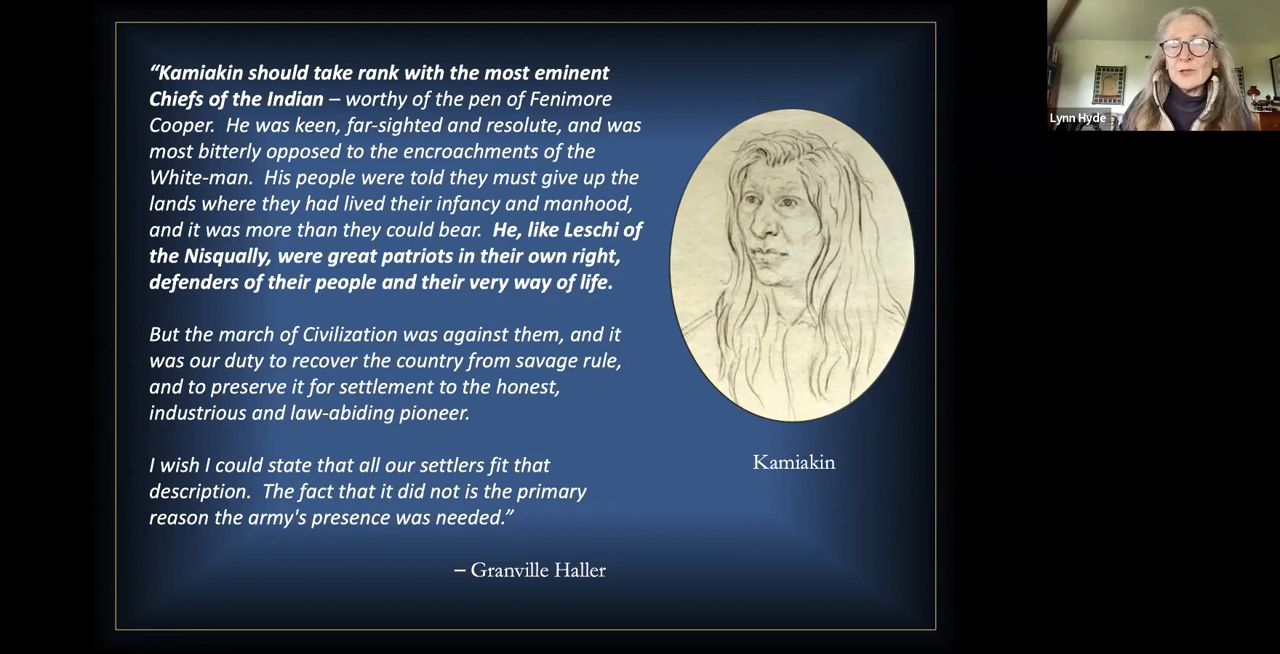 “Kamiakin should take rank with the most eminent
Chiefs of the Indian – worthy of the pen of Fenimore
Cooper.  He was keen, far-sighted and resolute, and was
most bitterly opposed to the encroachments of the
White-man.  His people were told they must give up the
lands where they had lived their infancy and manhood,
and it was more than they could bear.  He, like Leschi of
the Nisqually, were great patriots in their own right,
defenders of their people and their very way of life.
But the march of Civilization was against them, and it
was our duty to recover the country from savage rule,
and to preserve it for settlement to the honest,
industrious and law-abiding pioneer.
I wish I could state that all our settlers fit that
description.  The fact that it did not is the primary
reason the army's presence was needed.”
– Granville Haller
Kamiakin
Lynn Hyde